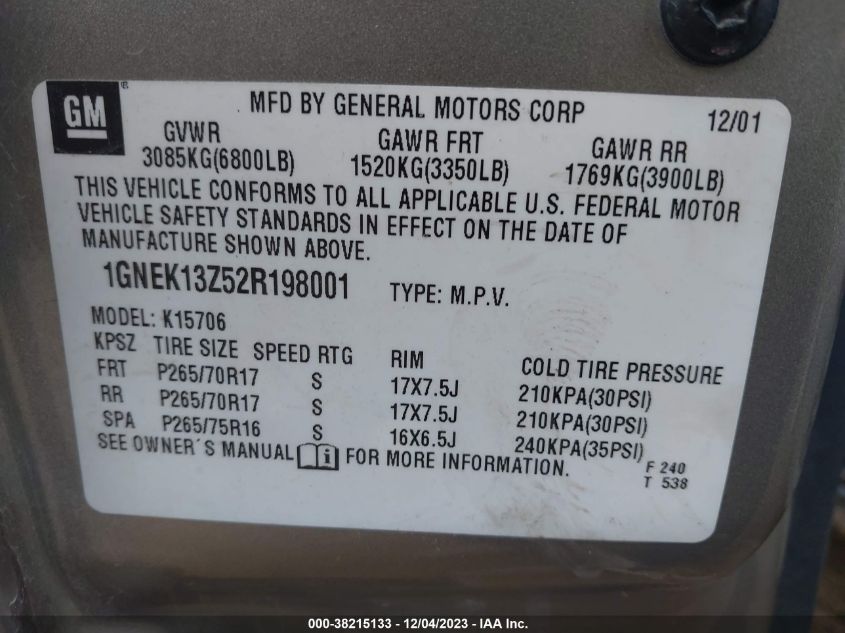 GM®
MFD BY GENERAL MOTORS CORP 12/01
GVWR GAWR FRT GAWR RR
3085KG(6800LB) 1520KG(3350LB) 1769KG(3900LB)
THIS VEHICLE CONFORMS TO ALL APPLICABLE U.S. FEDERAL MOTOR
VEHICLE SAFETY STANDARDS IN EFFECT ON THE DATE OF
MANUFACTURE SHOWN ABOVE.
1GNEK13Z52R198001 TYPE: M.P.V.
MODEL: K15706
KPSZ TIRE SIZE SPEED RTG RIM COLD TIRE PRESSURE
FRT P265/70R17 S 17X7.5J 210KPA(30PSI)
RR P265/70R17 S 17X7.5J 210KPA(30PSI)
SPA P265/75R16 S 16X6.5J 240KPA(35PSI)
SEE OWNER´S MANUAL i FOR MORE INFORMATION.
F 240
T 538
000-38215133 - 12/04/2023 - IAA Inc.